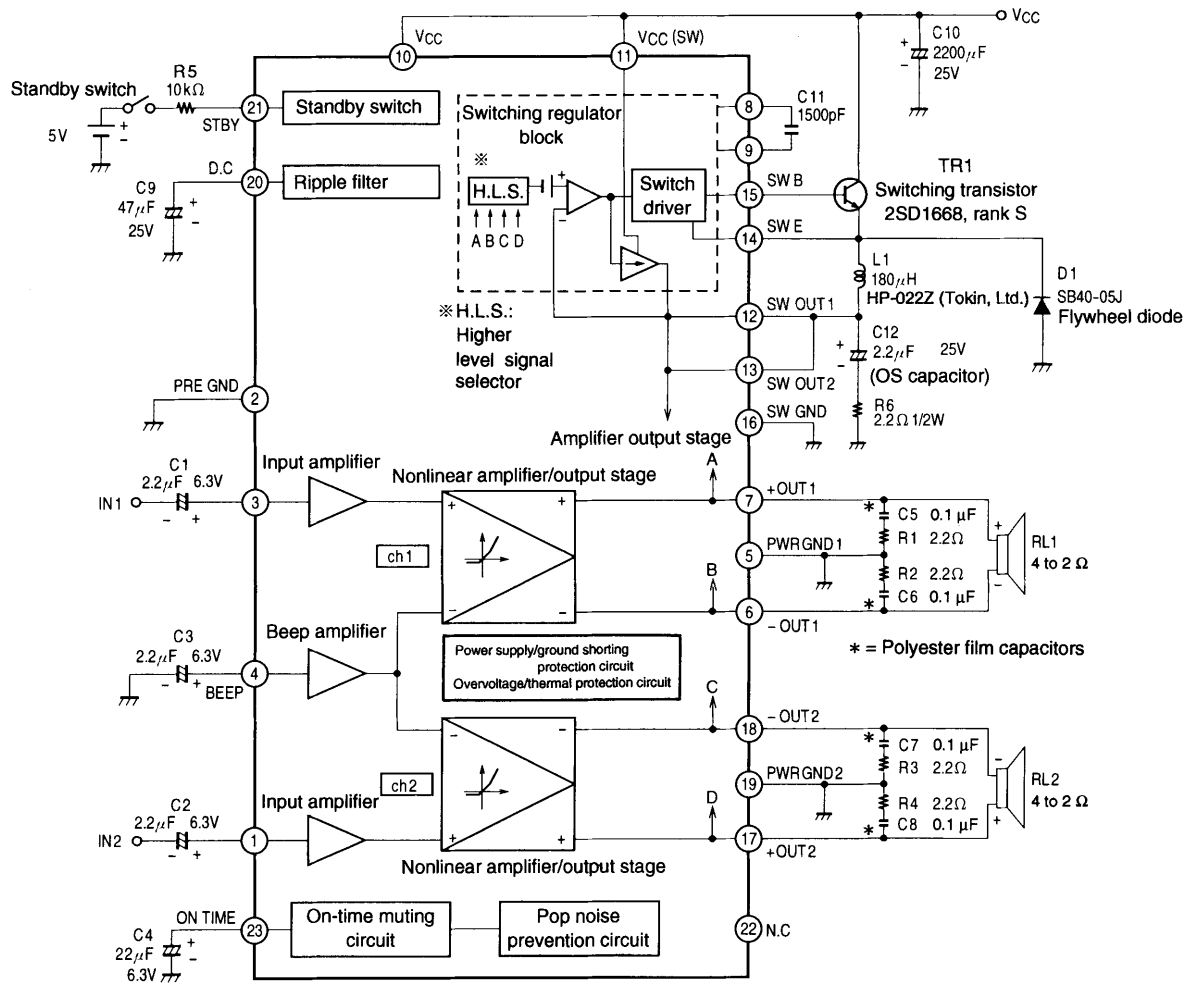 VCC
C10
2200μF
25V
VCC
10
VCC (SW)
11
Standby switch
R5
10kΩ
5V
+
−
21
STBY
Standby switch
D.C
20
Ripple filter
C9
47μF
25V
+
−
Switching regulator
block
※
H.L.S.
A B C D
+
−
Switch
driver
※H.L.S.:
Higher
level signal
selector
8
9
C11
1500pF
15
SW B
14
SW E
TR1
Switching transistor
2SD1668, rank S
L1
180μH
HP-022Z (Tokin, Ltd.)
D1
SB40-05J
Flywheel diode
12
SW OUT1
13
SW OUT2
C12
+
−
2.2μF 25V
(OS capacitor)
R6
2.2Ω 1/2W
16
SW GND
Amplifier output stage
PRE GND
2
C1
2.2μF 6.3V
IN1
− +
3
Input amplifier
Nonlinear amplifier/output stage
+ +
ch1
− −
A
7
+OUT1
5
PWR GND1
B
6
−OUT1
* C5 0.1 μF
R1 2.2Ω
R2 2.2Ω
* C6 0.1 μF
+
−
RL1
4 to 2 Ω
* = Polyester film capacitors
C3
2.2μF 6.3V
− +
4
BEEP
Beep amplifier
Power supply/ground shorting
protection circuit
Overvoltage/thermal protection circuit
C
18
−OUT2
19
PWR GND2
D
17
+OUT2
− −
ch2
+ +
Nonlinear amplifier/output stage
* C7 0.1 μF
R3 2.2Ω
R4 2.2Ω
* C8 0.1 μF
−
+
RL2
4 to 2 Ω
Input amplifier
C2
2.2μF 6.3V
IN2
− +
1
ON TIME
23
C4
22μF
6.3V
+
−
On-time muting
circuit
Pop noise
prevention circuit
22
N.C